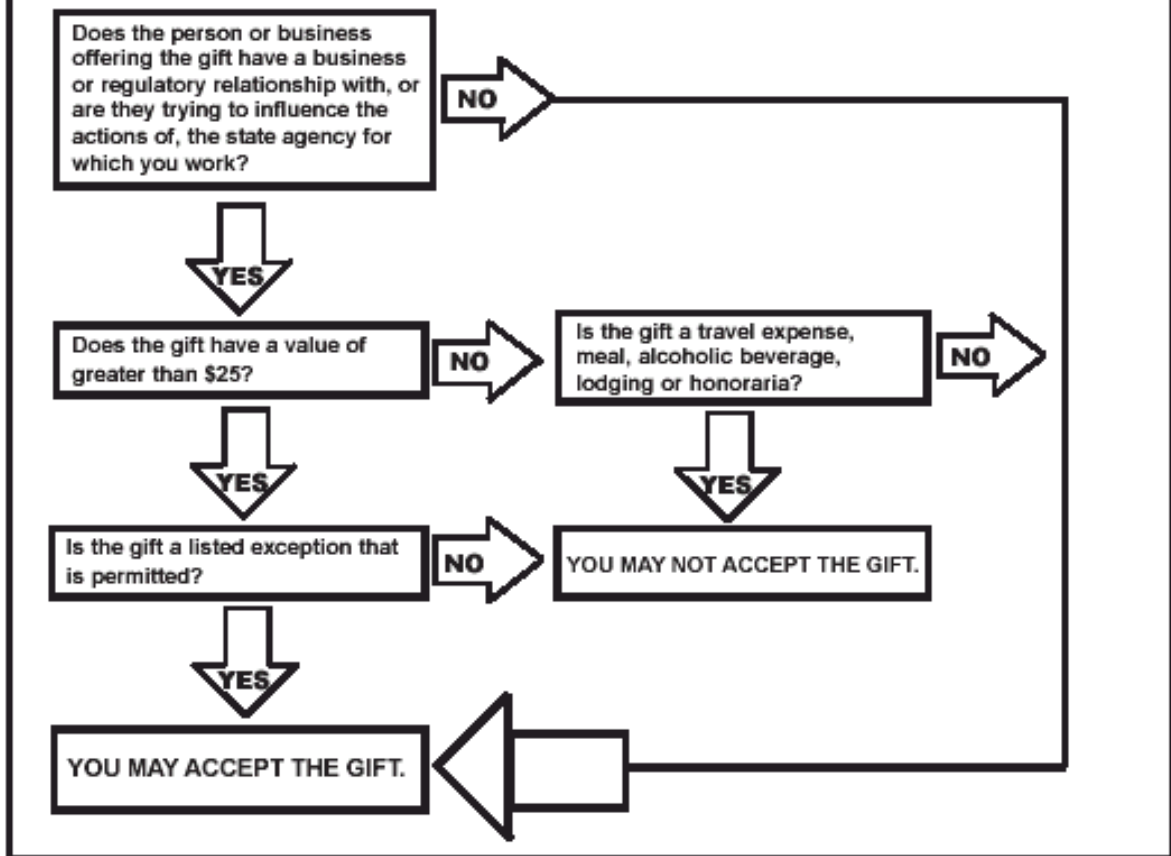 Does the person or business
offering the gift have a business
or regulatory relationship with, or
are they trying to influence the
actions of, the state agency for
which you work?
NO
YES
Does the gift have a value of
greater than $25?
NO
Is the gift a travel expense,
meal, alcoholic beverage,
lodging or honoraria?
NO
YES
YES
Is the gift a listed exception that
is permitted?
NO
YOU MAY NOT ACCEPT THE GIFT.
YES
YOU MAY ACCEPT THE GIFT.